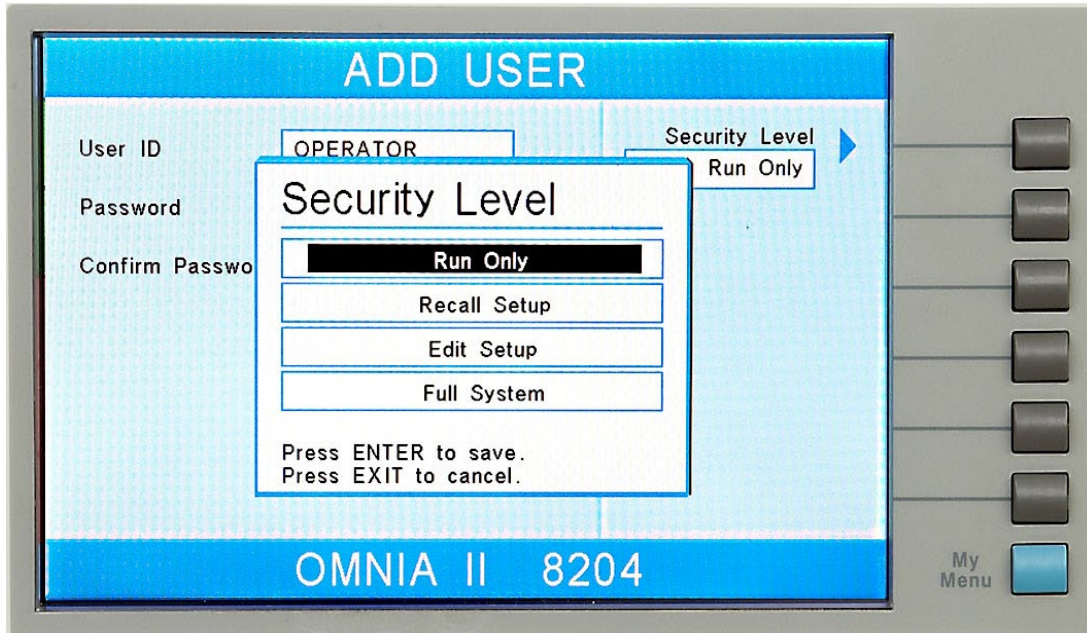 ADD USER
User ID
OPERATOR
Security Level
Run Only
Password
Confirm Passwo
Security Level
Run Only
Recall Setup
Edit Setup
Full System
Press ENTER to save.
Press EXIT to cancel.
OMNIA II 8204
My
Menu